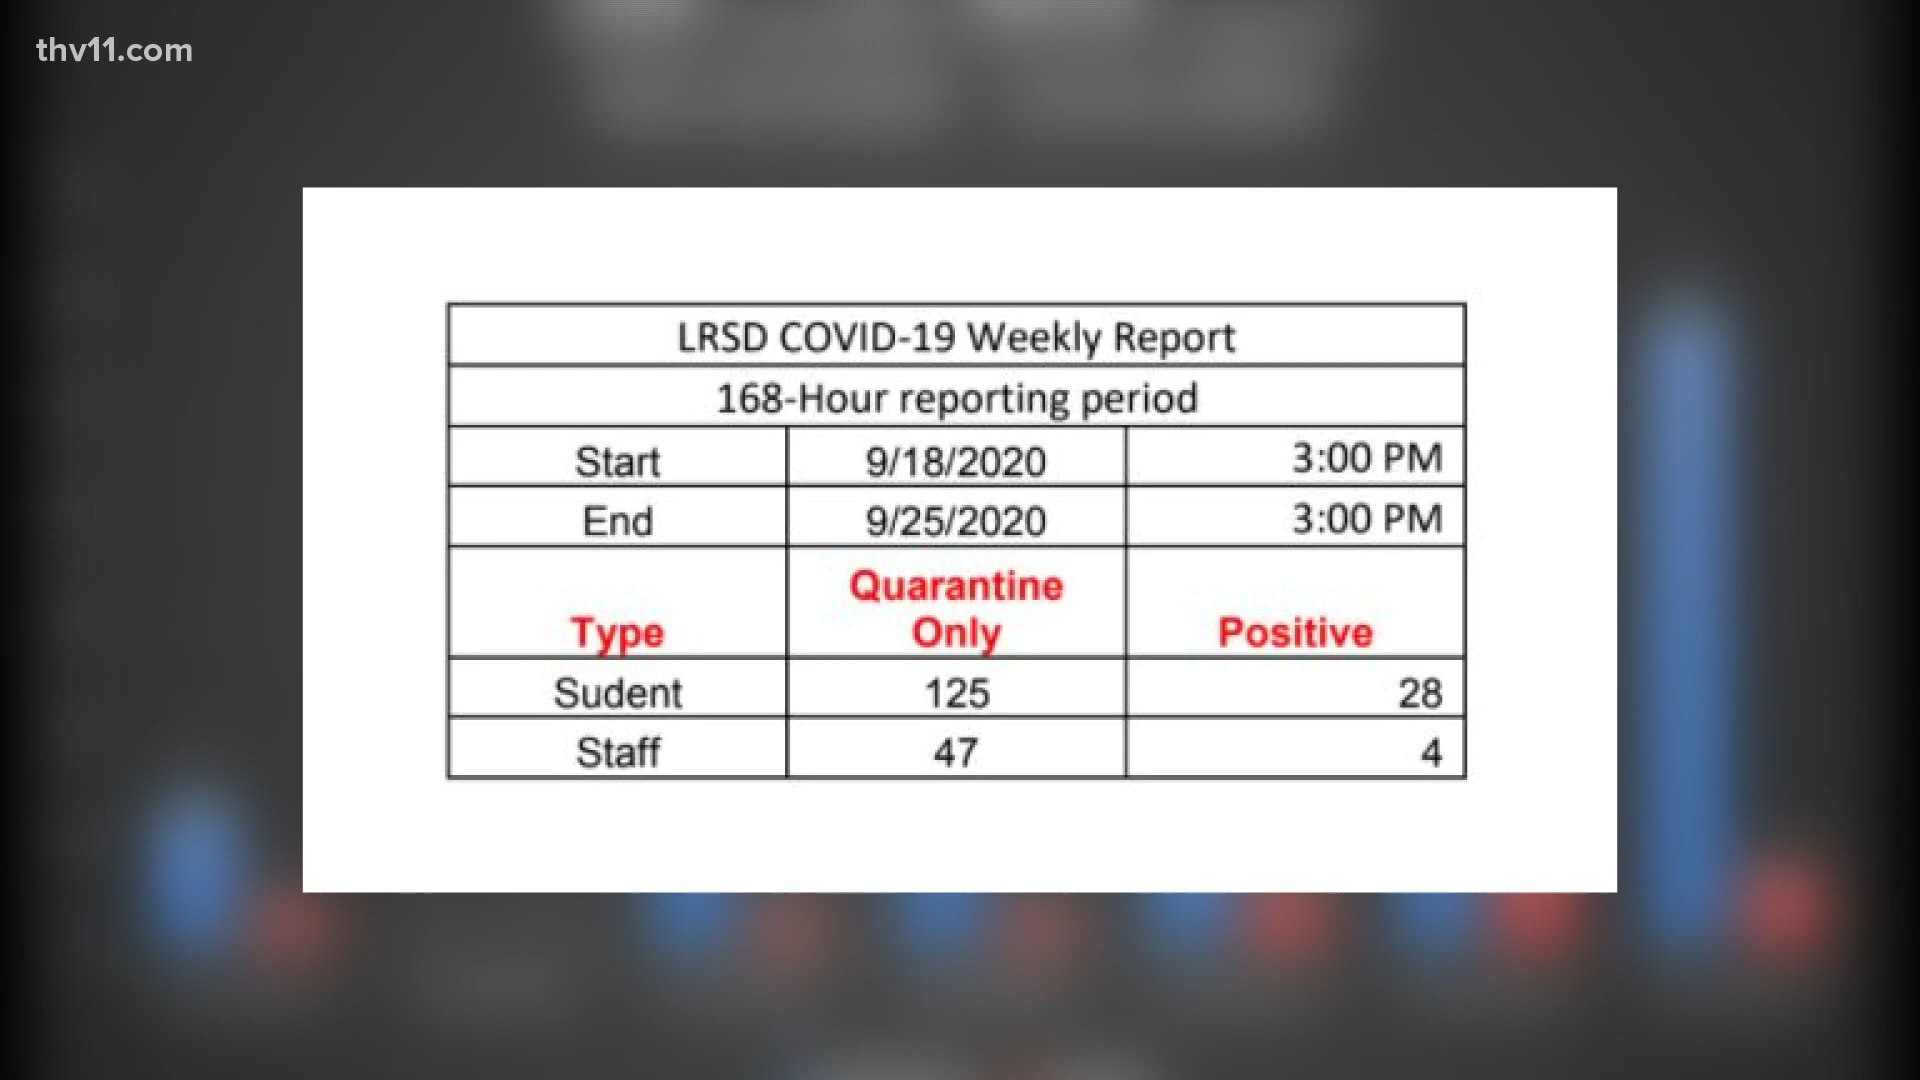 thv11.com
LRSD COVID-19 Weekly Report
168-Hour reporting period
Start 9/18/2020 3:00 PM
End 9/25/2020 3:00 PM
Quarantine
Type Only Positive
Sudent 125 28
Staff 47 4